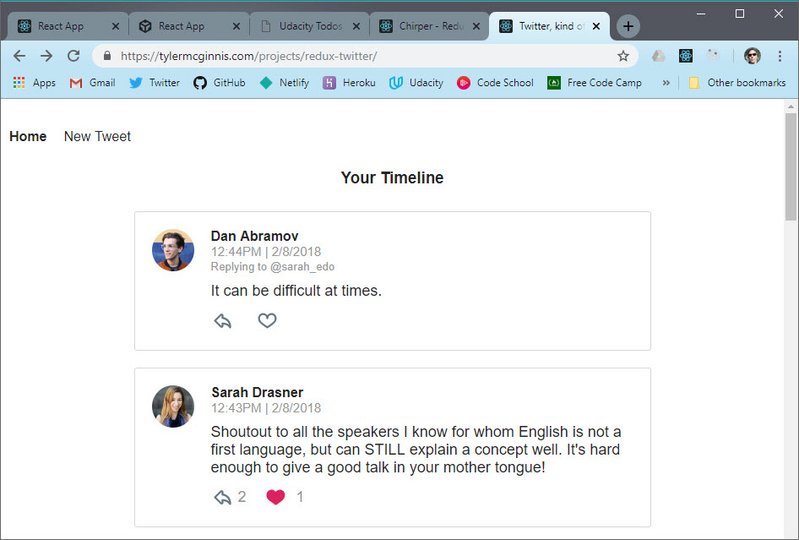 React App
React App
Udacity Todos
Chirper - Redu
Twitter, kind of
https://tylermcginnis.com/projects/redux-twitter/
Apps
Gmail
Twitter
GitHub
Netlify
Heroku
Udacity
Code School
Free Code Camp
»
Other bookmarks
Home New Tweet
Your Timeline
Dan Abramov
12:44PM | 2/8/2018
Replying to @sarah_edo
It can be difficult at times.
Sarah Drasner
12:43PM | 2/8/2018
Shoutout to all the speakers I know for whom English is not a
first language, but can STILL explain a concept well. It's hard
enough to give a good talk in your mother tongue!
2 1